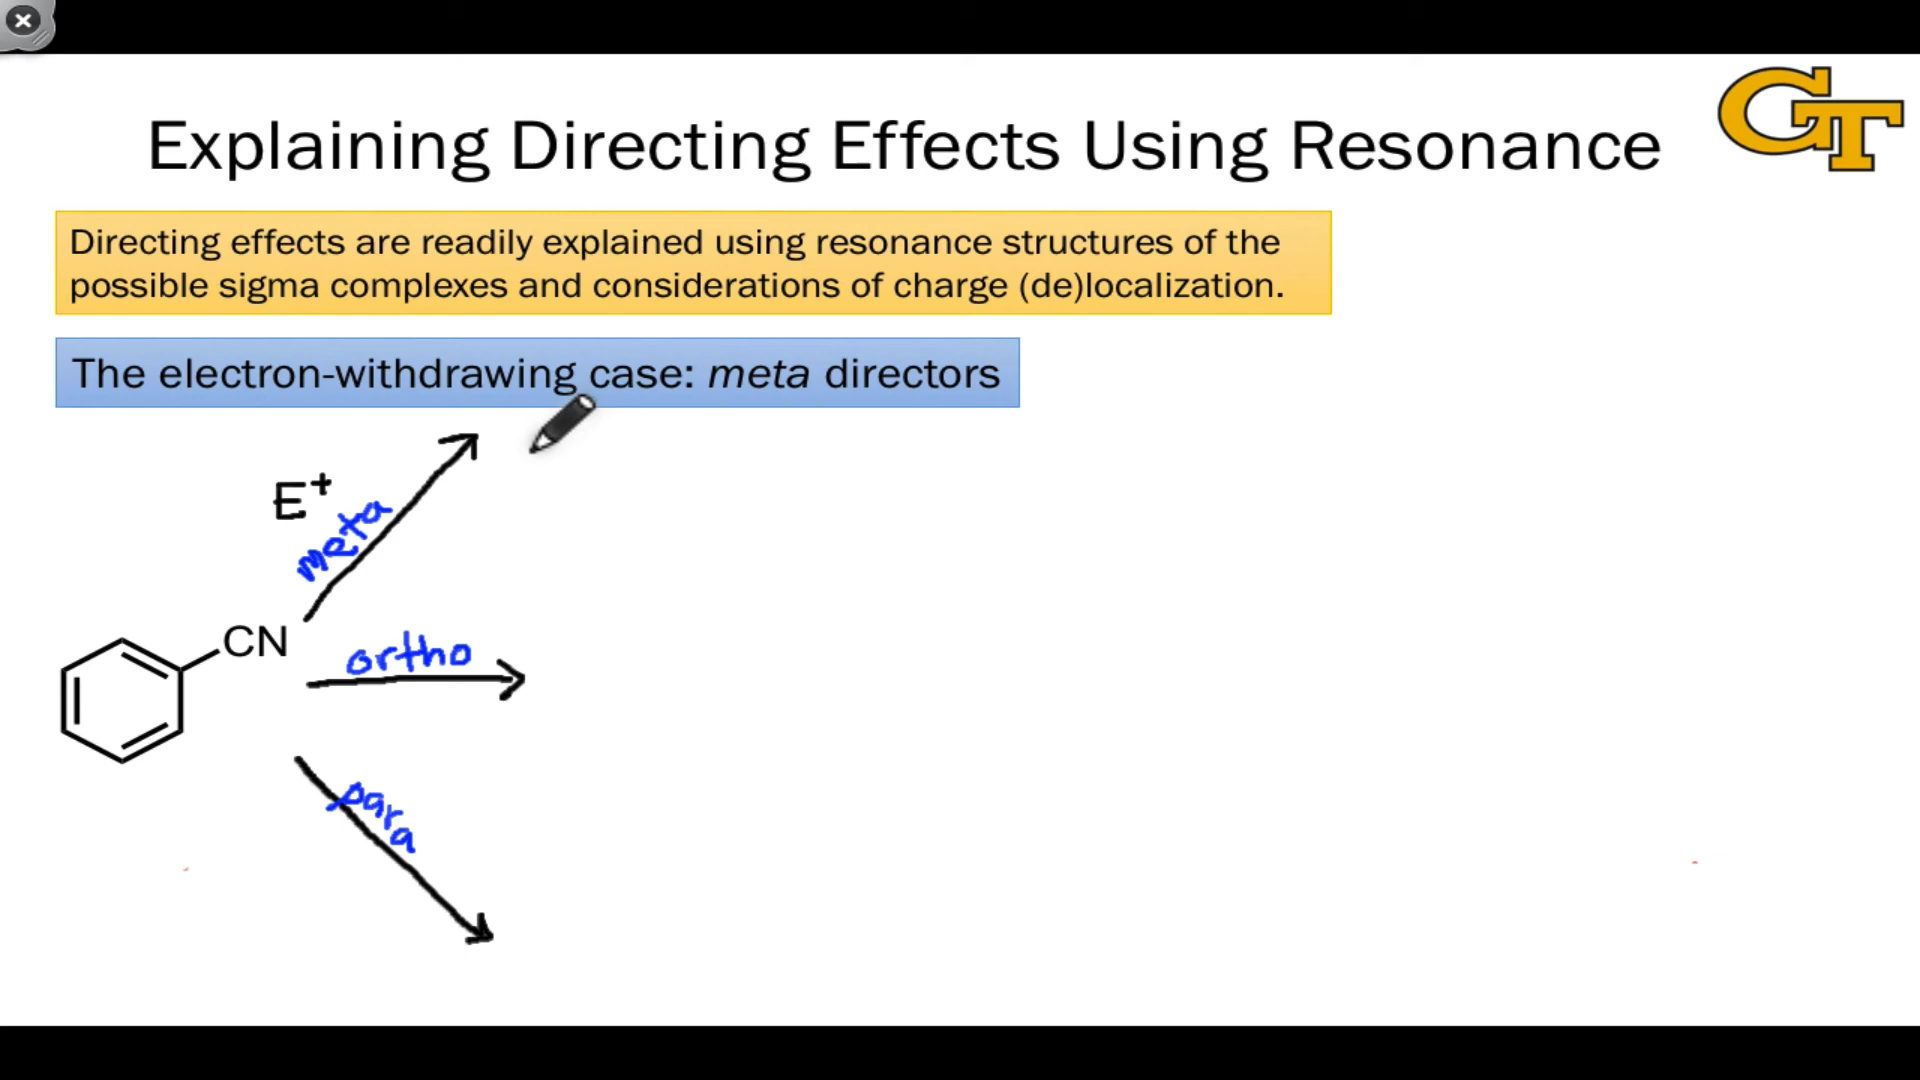 Explaining Directing Effects Using Resonance
GT
Directing effects are readily explained using resonance structures of the
possible sigma complexes and considerations of charge (de)localization.
The electron-withdrawing case: meta directors
E+
meta
CN
ortho
para